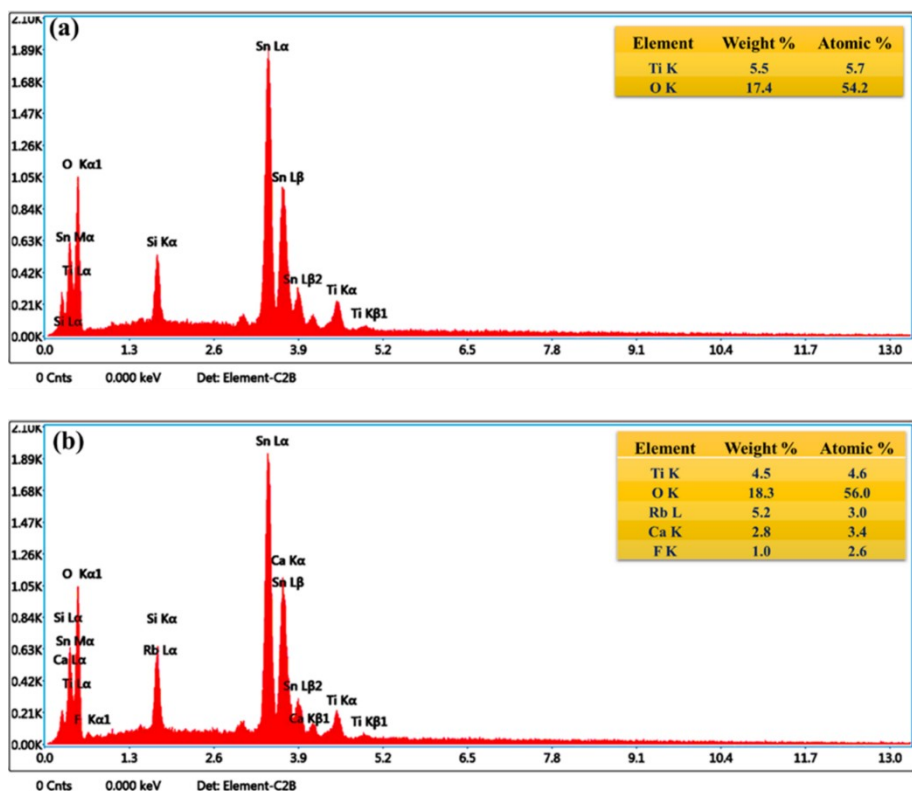 2.10K
(a)
Element Weight % Atomic %
Ti K 5.5 5.7
O K 17.4 54.2
1.89K
Sn Lα
1.68K
1.47K
1.26K
O Kα1
1.05K
Sn Lβ
0.84K
0.63K
Sn Mα
Si Kα
0.42K
Ti Lα
Sn Lβ2
Ti Kα
0.21K
Ti Kβ1
Si Lα
0.00K
0.0 1.3 2.6 3.9 5.2 6.5 7.8 9.1 10.4 11.7 13.0
0 Cnts 0.000 keV Det: Element-C2B
2.10K
(b)
Element Weight % Atomic %
Ti K 4.5 4.6
O K 18.3 56.0
Rb L 5.2 3.0
Ca K 2.8 3.4
F K 1.0 2.6
Sn Lα
1.89K
1.68K
1.47K
1.26K
Ca Kα
O Kα1
Sn Lβ
1.05K
0.84K
Si Lα
Si Kα
0.63K
Sn Mα
Rb Lα
Ca Lα
0.42K
Ti Lα
Sn Lβ2
Ti Kα
0.21K
F Kα1
Ca Kβ1
Ti Kβ1
0.00K
0.0 1.3 2.6 3.9 5.2 6.5 7.8 9.1 10.4 11.7 13.0
0 Cnts 0.000 keV Det: Element-C2B